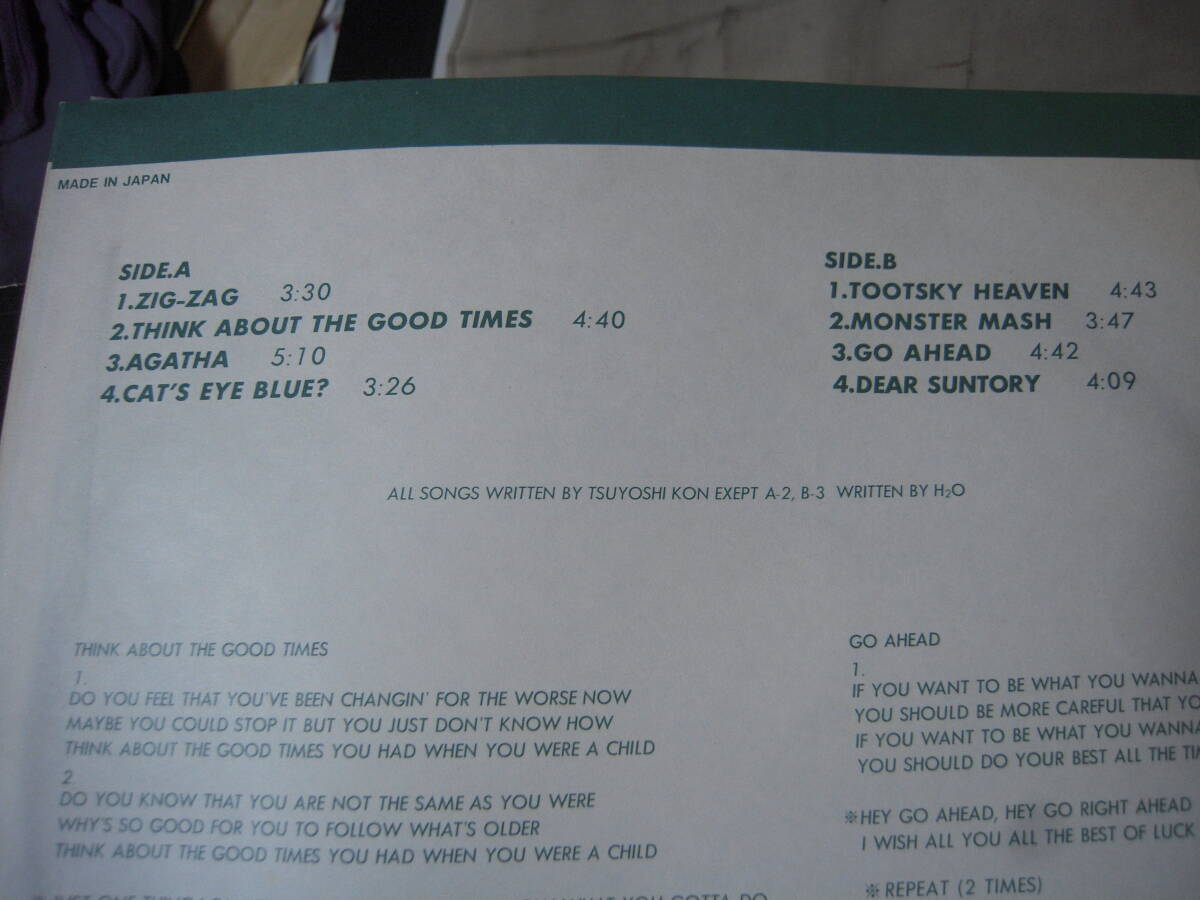 MADE IN JAPAN
SIDE.A
1.ZIG-ZAG 3:30
2.THINK ABOUT THE GOOD TIMES 4:40
3.AGATHA 5:10
4.CAT'S EYE BLUE? 3:26
SIDE.B
1.TOOTSKY HEAVEN 4:43
2.MONSTER MASH 3:47
3.GO AHEAD 4:42
4.DEAR SUNTORY 4:09
ALL SONGS WRITTEN BY TSUYOSHI KON EXEPT A-2, B-3 WRITTEN BY H₂O
THINK ABOUT THE GOOD TIMES
1.
DO YOU FEEL THAT YOU'VE BEEN CHANGIN' FOR THE WORSE NOW
MAYBE YOU COULD STOP IT BUT YOU JUST DON'T KNOW HOW
THINK ABOUT THE GOOD TIMES YOU HAD WHEN YOU WERE A CHILD
2.
DO YOU KNOW THAT YOU ARE NOT THE SAME AS YOU WERE
WHY'S SO GOOD FOR YOU TO FOLLOW WHAT'S OLDER
THINK ABOUT THE GOOD TIMES YOU HAD WHEN YOU WERE A CHILD
GO AHEAD
1.
IF YOU WANT TO BE WHAT YOU WANNA
YOU SHOULD BE MORE CAREFUL THAT
IF YOU WANT TO BE WHAT YOU WANNA
YOU SHOULD DO YOUR BEST ALL THE
※HEY GO AHEAD, HEY GO RIGHT AHEAD
I WISH ALL YOU ALL THE BEST OF LUCK
※ REPEAT (2 TIMES)